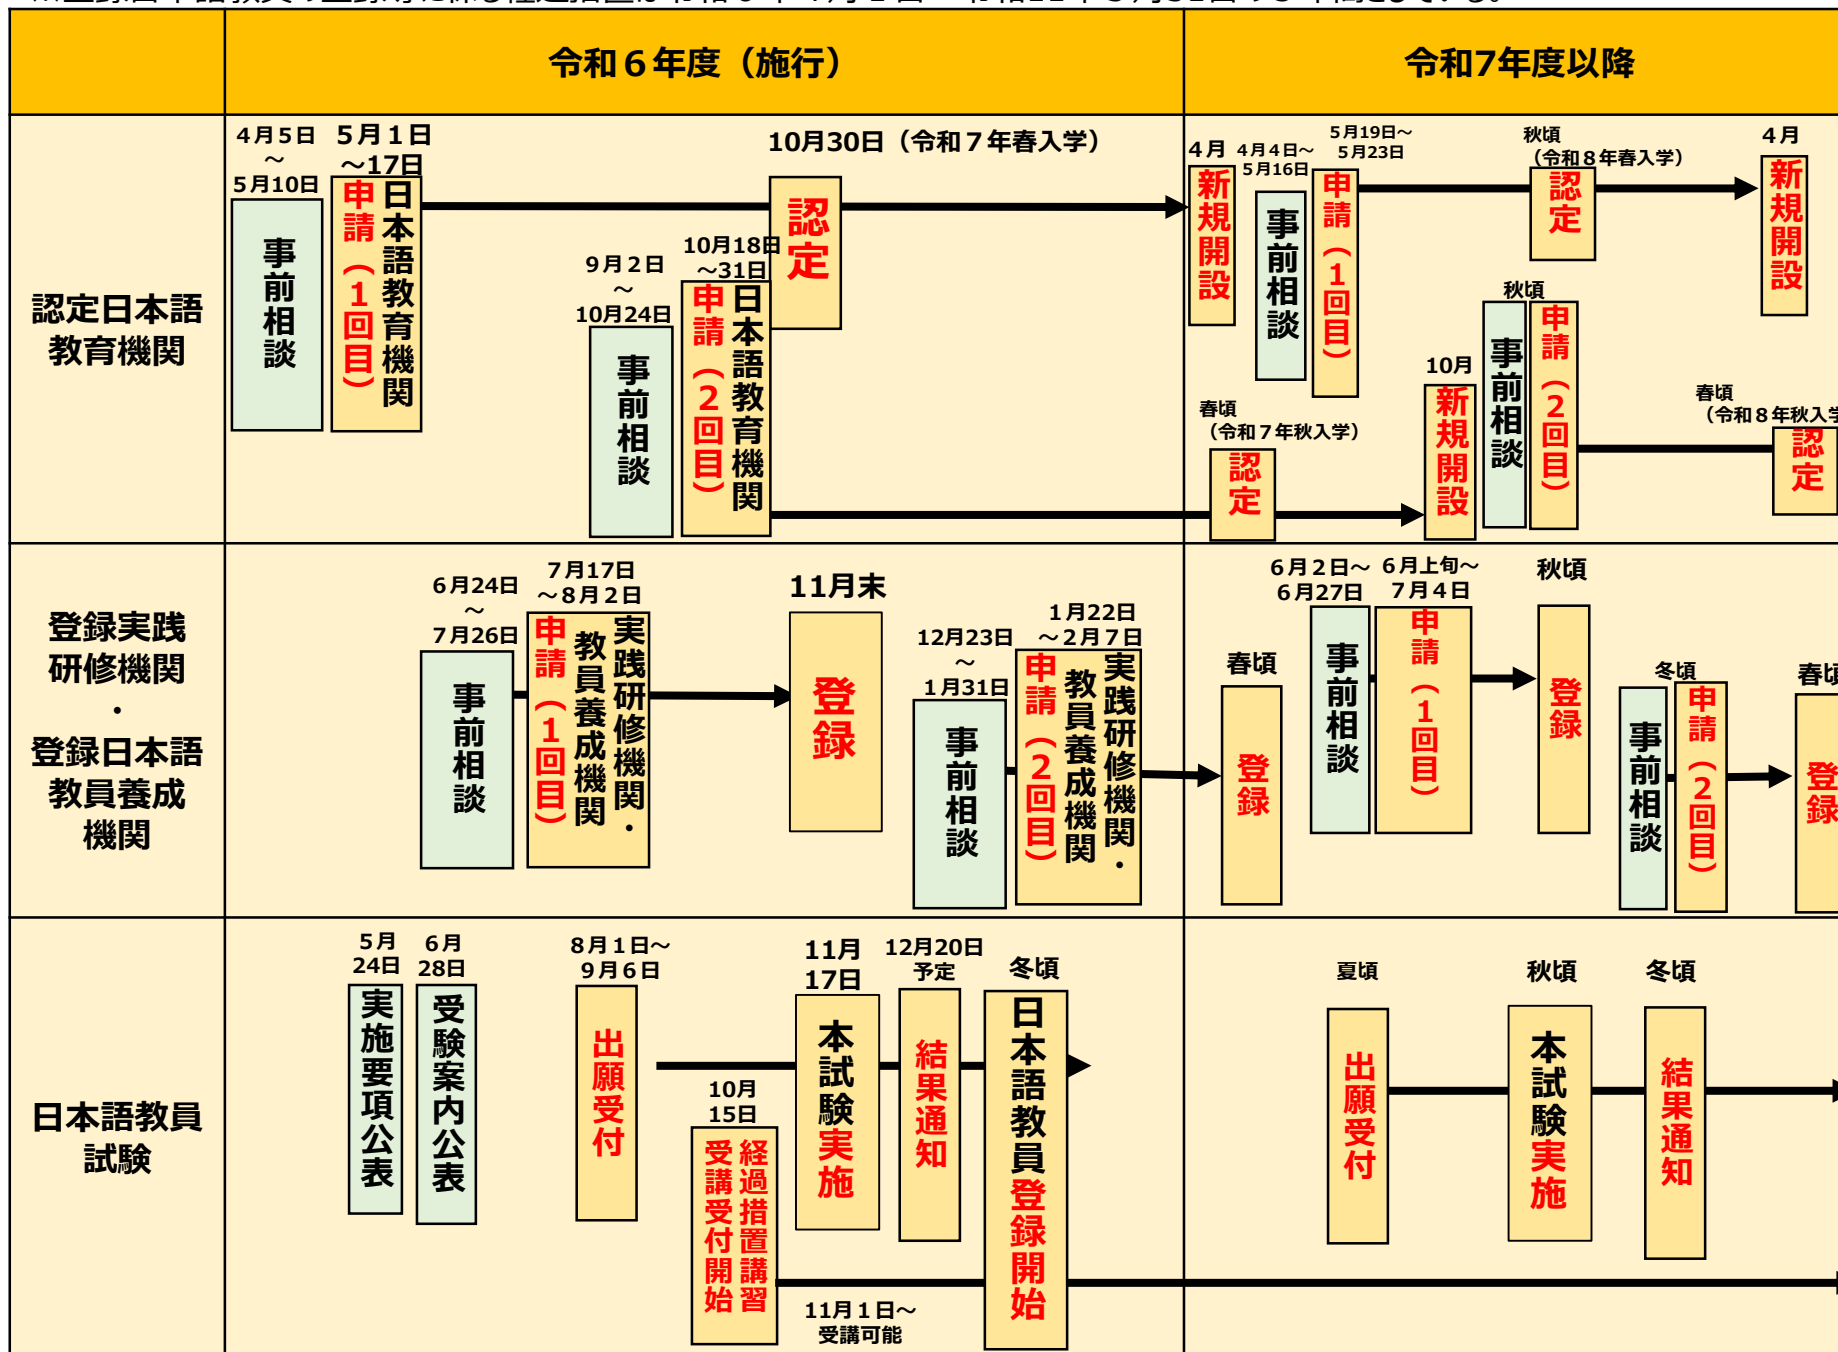 令和６年度（施行）
令和7年度以降
認定日本語
教育機関
４月５日
～
５月10日
事前相談
５月１日
～17日
日本語教育機関
申請（１回目）
９月２日
～
10月24日
事前相談
10月18日
～31日
日本語教育機関
申請（２回目）
10月30日（令和７年春入学）
認定
４月
新規開設
４月４日～
５月16日
事前相談
５月19日～
５月23日
申請（１回目）
秋頃
（令和８年春入学）
認定
４月
新規開設
春頃
（令和７年秋入学）
認定
10月
新規開設
秋頃
事前相談
申請（２回目）
春頃
（令和８年秋入学
認定
登録実践
研修機関
・
登録日本語
教員養成
機関
６月24日
～
７月26日
事前相談
７月17日
～８月２日
実践研修機関・
教員養成機関
申請（１回目）
11月末
登録
12月23日
～
１月31日
事前相談
１月22日
～２月７日
実践研修機関・
教員養成機関
申請（２回目）
春頃
登録
６月２日～
６月27日
事前相談
６月上旬～
７月４日
申請（１回目）
秋頃
登録
冬頃
事前相談
申請（２回目）
春頃
登録
日本語教員
試験
５月
24日
実施要項公表
６月
28日
受験案内公表
８月１日～
９月６日
出願受付
10月
15日
経過措置講習
受講受付開始
11月１日～
受講可能
11月
17日
本試験実施
12月20日
予定
結果通知
冬頃
日本語教員登録開始
夏頃
出願受付
秋頃
本試験実施
冬頃
結果通知